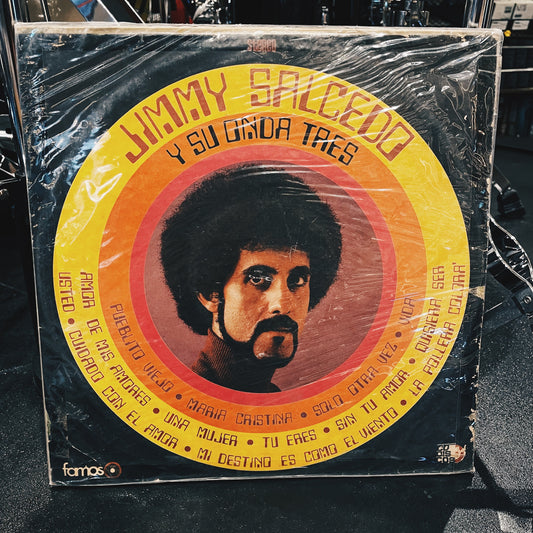 STEREO
JIMMY SALCEDO
Y SU ONDA TRES
PUEBLITO VIEJO • MARIA CRISTINA • SOLO OTRA VEZ • VIDA
AMOR DE MIS AMORES • UNA MUJER • TU ERES • SIN TU AMOR • QUISIERA SER
USTED • CUIDADO CON EL AMOR • MI DESTINO ES COMO EL VIENTO • LA POLLERA COLORA'
famoso